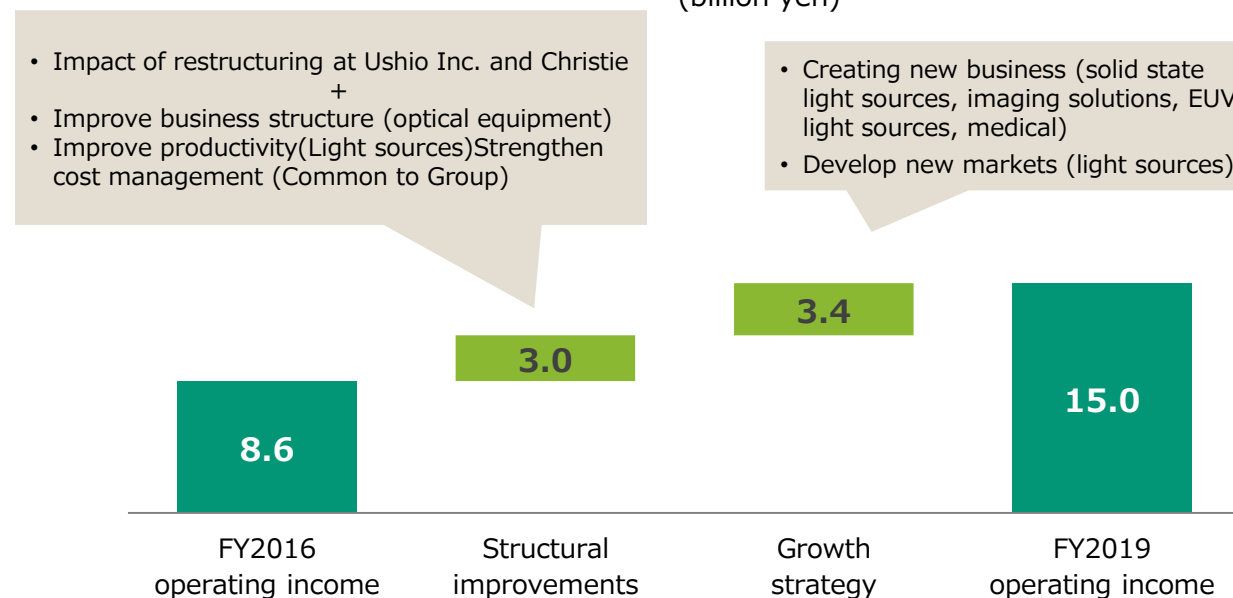 (billion yen)
• Impact of restructuring at Ushio Inc. and Christie
+
• Improve business structure (optical equipment)
• Improve productivity(Light sources)Strengthen
cost management (Common to Group)
• Creating new business (solid state
light sources, imaging solutions, EUV
light sources, medical)
• Develop new markets (light sources)
3.4
3.0
15.0
8.6
FY2016
operating income
Structural
improvements
Growth
strategy
FY2019
operating income